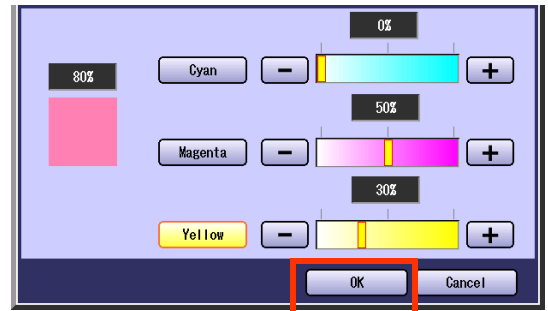 0%
80%
Cyan
−
+
50%
Magenta
−
+
30%
Yellow
−
+
OK
Cancel